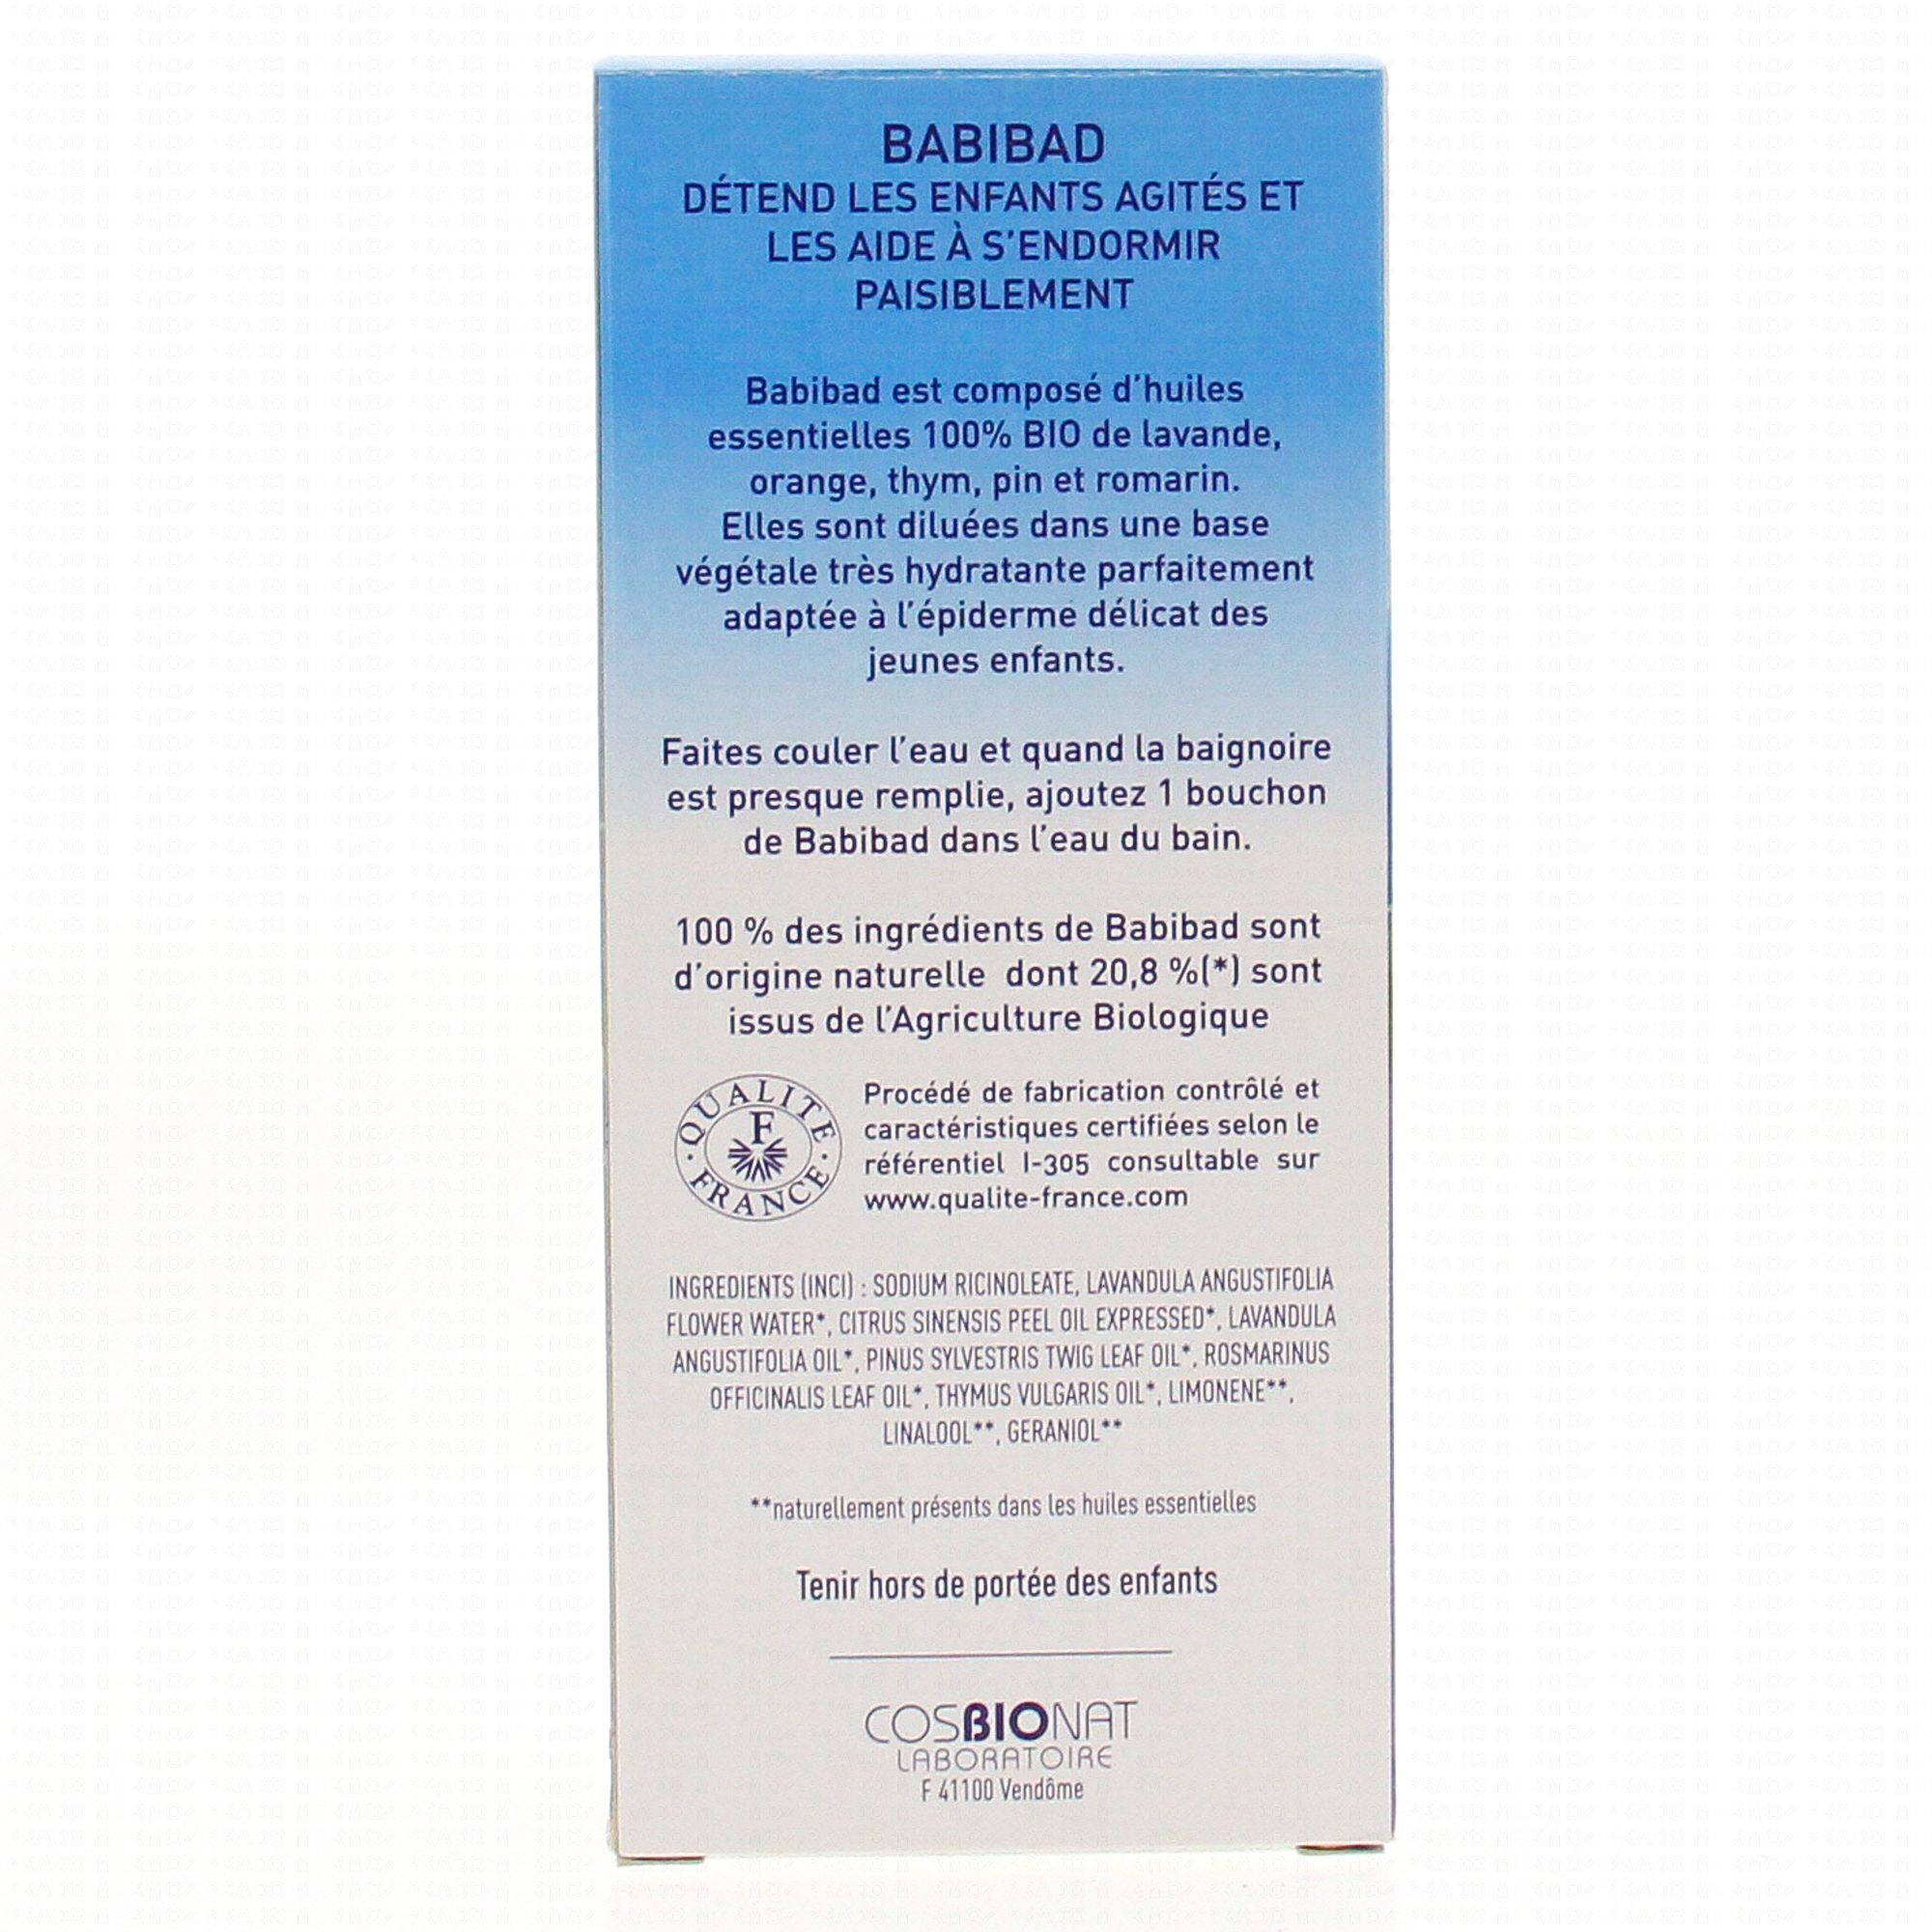 BABIBAD
DÉTEND LES ENFANTS AGITÉS ET
LES AIDE À S'ENDORMIR
PAISIBLEMENT
Babibad est composé d'huiles
essentielles 100% BIO de lavande,
orange, thym, pin et romarin.
Elles sont diluées dans une base
végétale très hydratante parfaitement
adaptée à l'épiderme délicat des
jeunes enfants.
Faites couler l'eau et quand la baignoire
est presque remplie, ajoutez 1 bouchon
de Babibad dans l'eau du bain.
100 % des ingrédients de Babibad sont
d'origine naturelle dont 20,8 %(*) sont
issus de l'Agriculture Biologique
QUALITE
F
FRANCE
Procédé de fabrication contrôlé et
caractéristiques certifiées selon le
référentiel I-305 consultable sur
www.qualite-france.com
INGREDIENTS (INCI) : SODIUM RICINOLEATE, LAVANDULA ANGUSTIFOLIA
FLOWER WATER*, CITRUS SINENSIS PEEL OIL EXPRESSED*, LAVANDULA
ANGUSTIFOLIA OIL*, PINUS SYLVESTRIS TWIG LEAF OIL*, ROSMARINUS
OFFICINALIS LEAF OIL*, THYMUS VULGARIS OIL*, LIMONENE**,
LINALOOL**, GERANIOL**
**naturellement présents dans les huiles essentielles
Tenir hors de portée des enfants
COSBIONAT
LABORATOIRE
F 41100 Vendôme